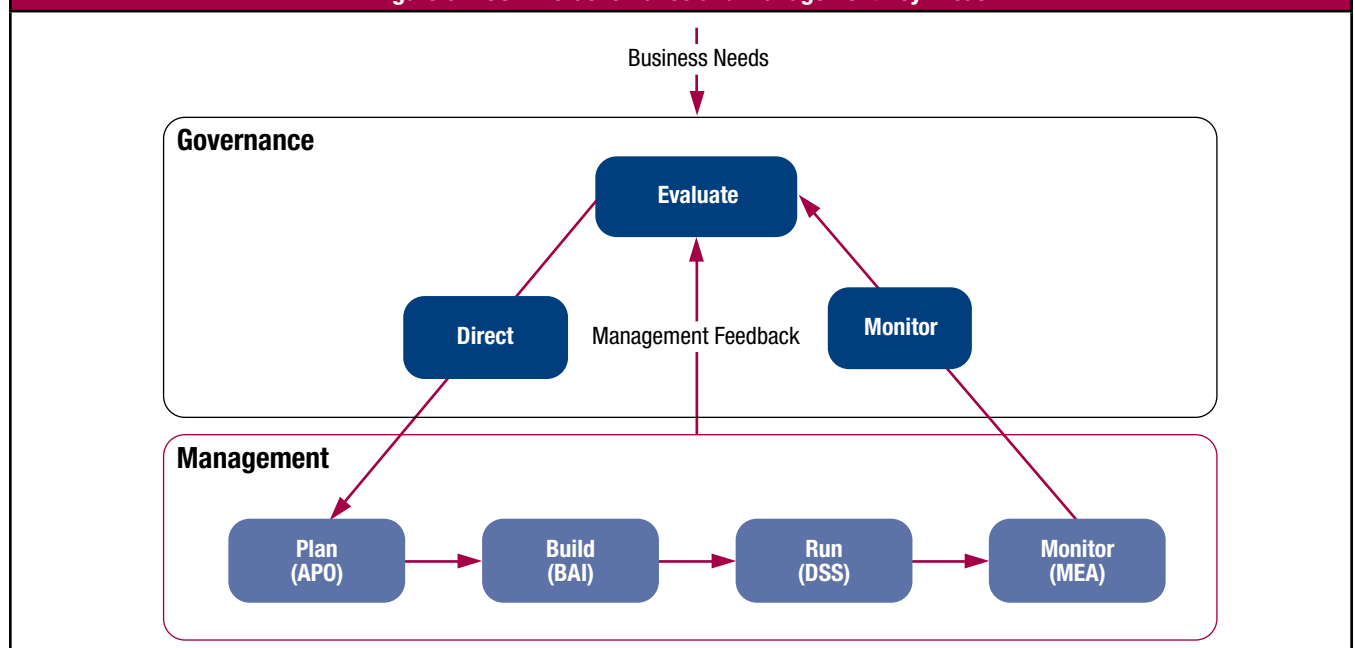 Business Needs
Governance
Evaluate
Direct
Management Feedback
Monitor
Management
Plan
(APO)
Build
(BAI)
Run
(DSS)
Monitor
(MEA)